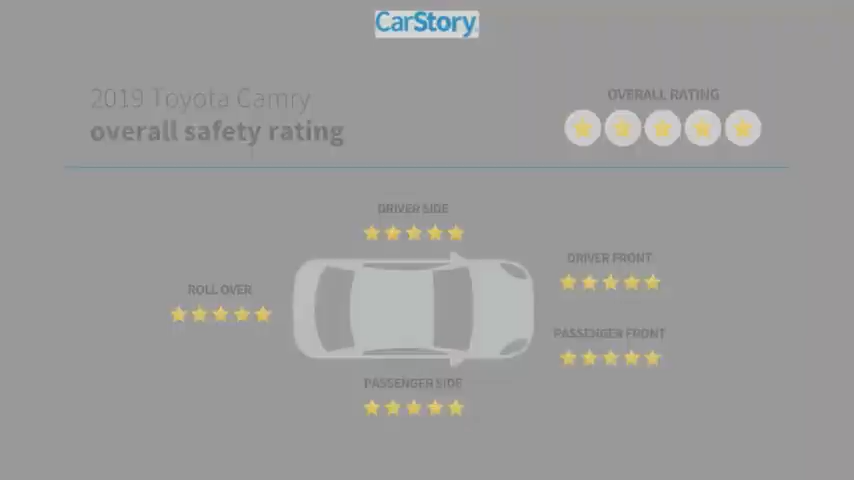 CarStory
2019 Toyota Camry
overall safety rating
OVERALL RATING
DRIVER SIDE
DRIVER FRONT
ROLL OVER
PASSENGER FRONT
PASSENGER SIDE